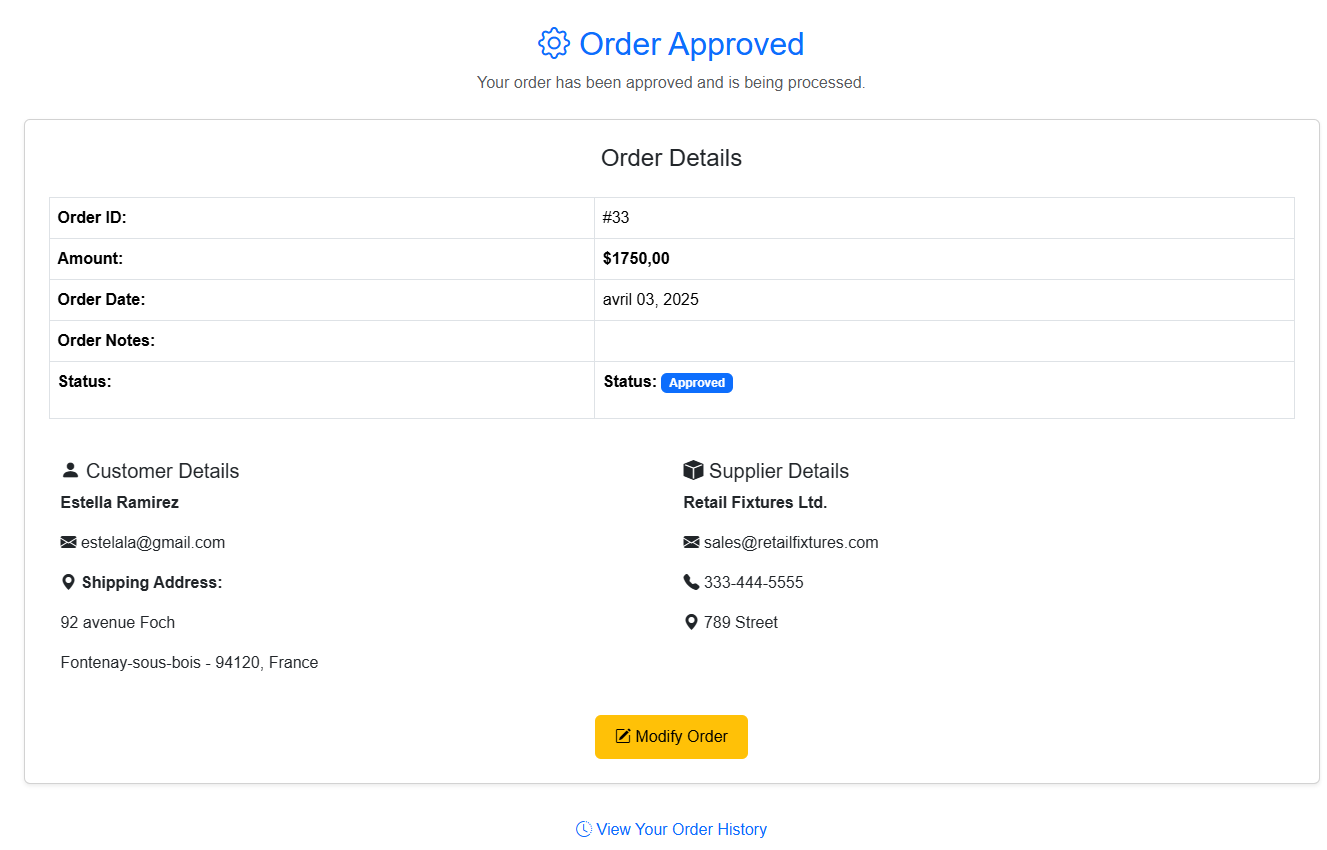 Order Approved
Your order has been approved and is being processed.
Order Details
Order ID: #33
Amount: $1750,00
Order Date: avril 03, 2025
Order Notes:
Status: Status: Approved
Customer Details
Estella Ramirez
estelala@gmail.com
Shipping Address:
92 avenue Foch
Fontenay-sous-bois - 94120, France
Supplier Details
Retail Fixtures Ltd.
sales@retailfixtures.com
333-444-5555
789 Street
Modify Order
View Your Order History